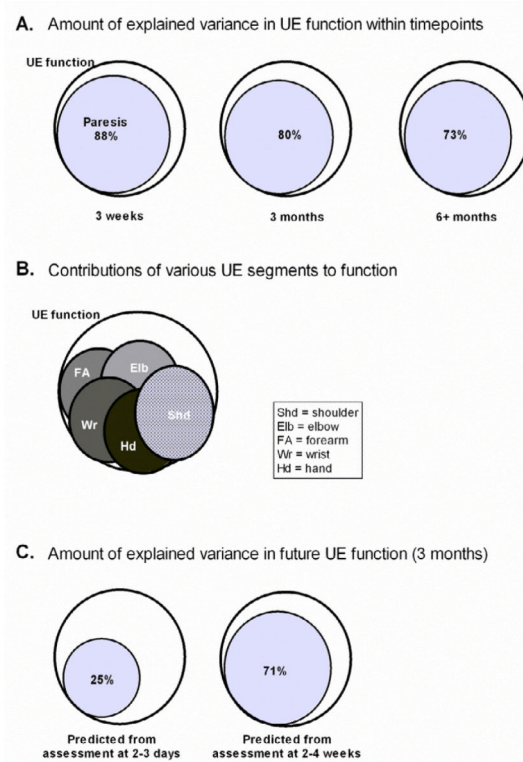 A. Amount of explained variance in UE function within timepoints
UE function
Paresis
88%
80%
73%
3 weeks
3 months
6+ months
B. Contributions of various UE segments to function
UE function
FA
Elb
Wr
Shd
Hd
Shd = shoulder
Elb = elbow
FA = forearm
Wr = wrist
Hd = hand
C. Amount of explained variance in future UE function (3 months)
25%
71%
Predicted from
assessment at 2-3 days
Predicted from
assessment at 2-4 weeks